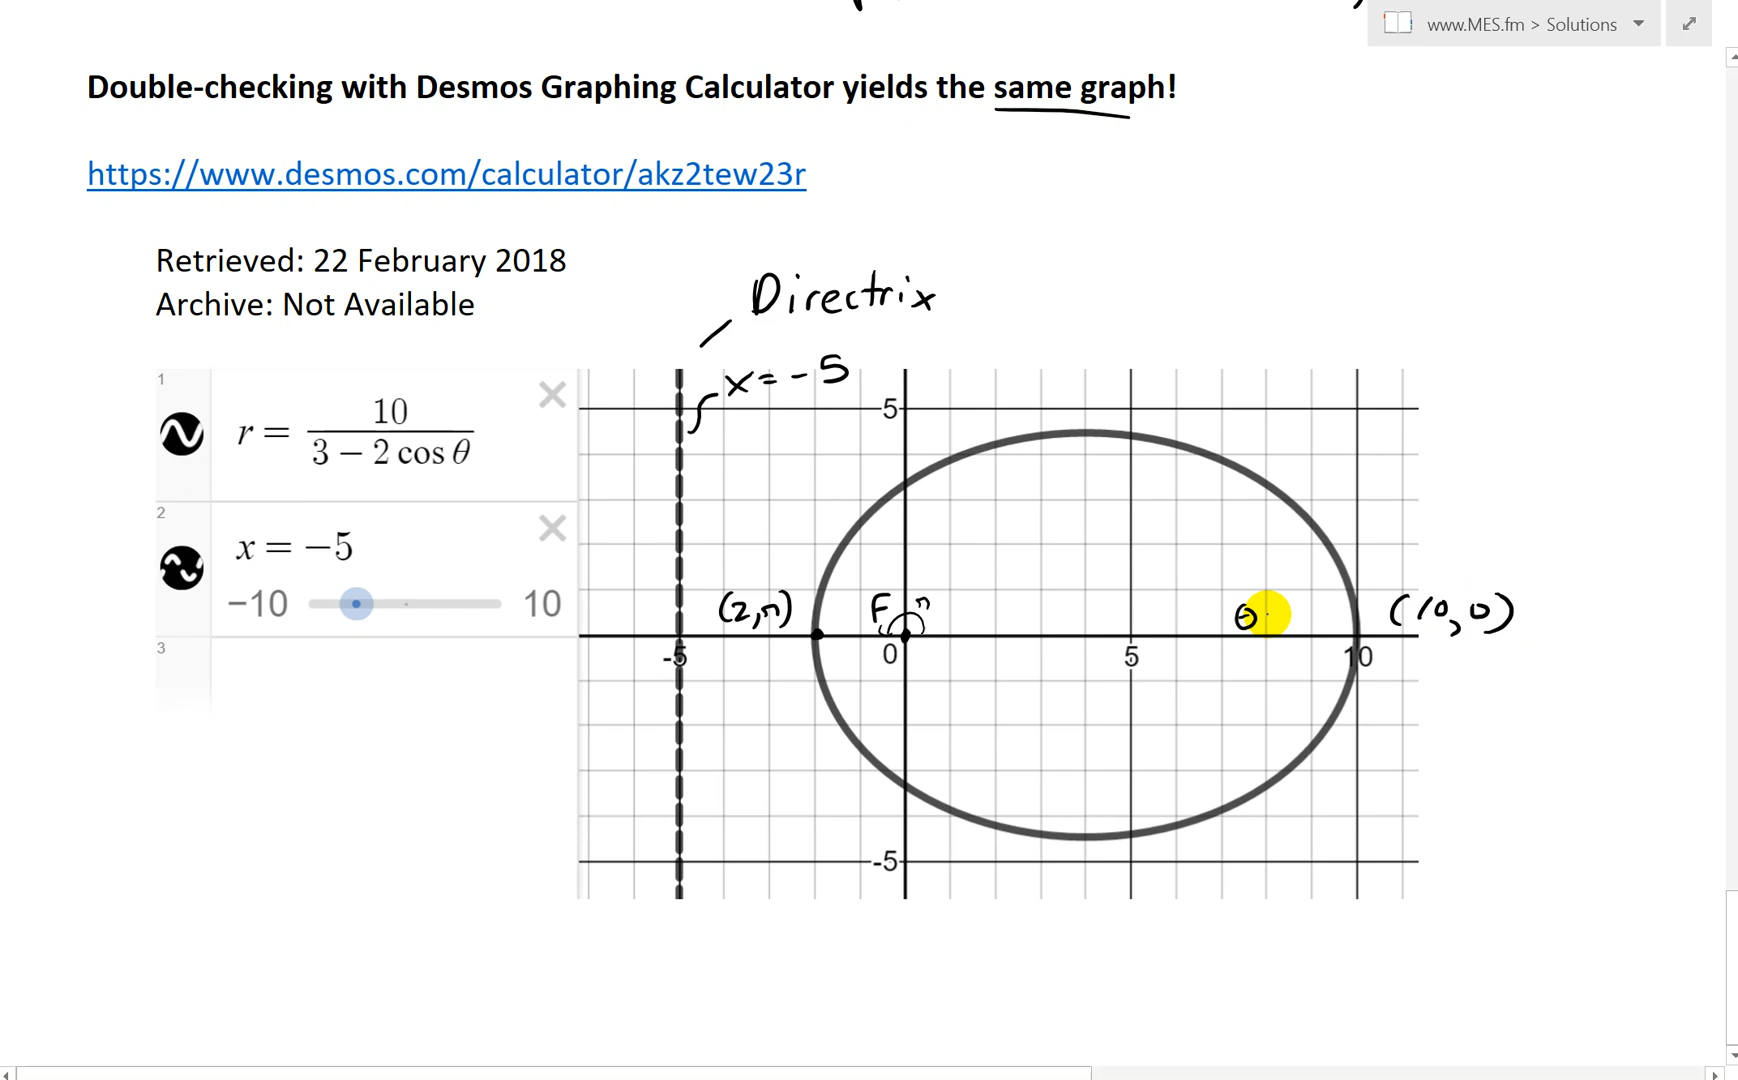 www.MES.fm > Solutions
Double-checking with Desmos Graphing Calculator yields the same graph!
https://www.desmos.com/calculator/akz2tew23r
Retrieved: 22 February 2018
Archive: Not Available
Directrix
x = -5
1
r = 10 / (3 − 2 cos θ)
2
x = −5
−10
10
3
5
(2,π)
F
π
θ
(10,0)
-5
0
5
10
-5